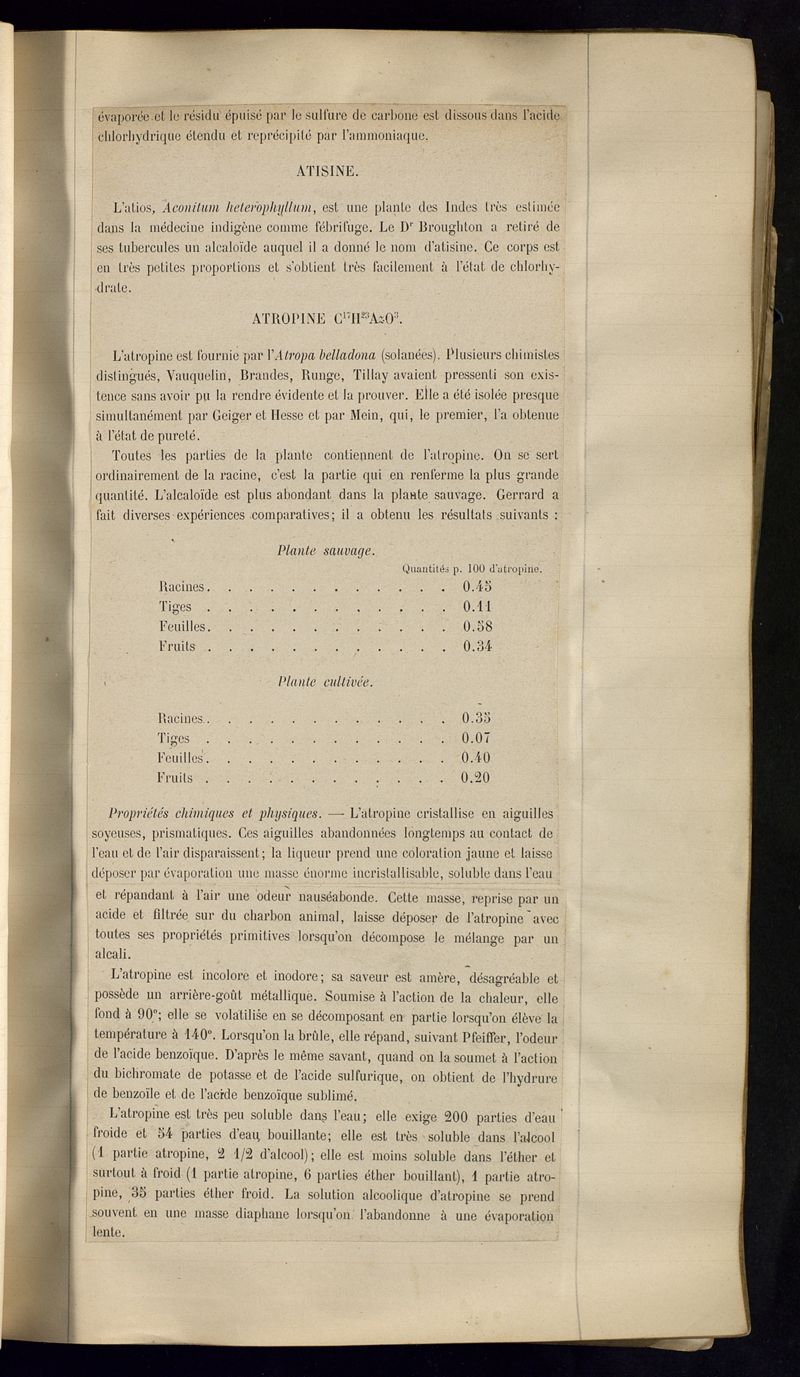 évaporée et le résidu épuisé par le sulfure de carbone est dissous dans l'acide
chlorhydrique étendu et reprécipité par l'ammoniaque.
ATISINE.
L'atios, Aconitum heterophyllum, est une plante des Indes très estimée
dans la médecine indigène comme fébrifuge. Le Dr Broughton a retiré de
ses tubercules un alcaloïde auquel il a donné le nom d'atisine. Ce corps est
en très petites proportions et s'obtient très facilement à l'état de chlorhy-
drate.
ATROPINE C¹⁷H²³AzO³.
L'atropine est fournie par l'Atropa belladona (solanées). Plusieurs chimistes
distingués, Vauquelin, Brandes, Runge, Tillay avaient pressenti son exis-
tence sans avoir pu la rendre évidente et la prouver. Elle a été isolée presque
simultanément par Geiger et Hesse et par Mein, qui, le premier, l'a obtenue
à l'état de pureté.
Toutes les parties de la plante contiennent de l'atropine. On se sert
ordinairement de la racine, c'est la partie qui en renferme la plus grande
quantité. L'alcaloïde est plus abondant dans la plante sauvage. Gerrard a
fait diverses expériences comparatives; il a obtenu les résultats suivants :
Plante sauvage.
Quantités p. 100 d'atropine.
Racines. . . . . . . . . . . . 0.45
Tiges . . . . . . . . . . . . 0.11
Feuilles. . . . . . . . . . . . 0.58
Fruits . . . . . . . . . . . . 0.34
Plante cultivée.
Racines. . . . . . . . . . . . 0.35
Tiges . . . . . . . . . . . . 0.07
Feuilles. . . . . . . . . . . . 0.40
Fruits . . . . . . . . . . . . 0.20
Propriétés chimiques et physiques. — L'atropine cristallise en aiguilles
soyeuses, prismatiques. Ces aiguilles abandonnées longtemps au contact de
l'eau et de l'air disparaissent; la liqueur prend une coloration jaune et laisse
déposer par évaporation une masse énorme incristallisable, soluble dans l'eau
et répandant à l'air une odeur nauséabonde. Cette masse, reprise par un
acide et filtrée sur du charbon animal, laisse déposer de l'atropine avec
toutes ses propriétés primitives lorsqu'on décompose le mélange par un
alcali.
L'atropine est incolore et inodore; sa saveur est amère, désagréable et
possède un arrière-goût métallique. Soumise à l'action de la chaleur, elle
fond à 90°; elle se volatilise en se décomposant en partie lorsqu'on élève la
température à 140°. Lorsqu'on la brûle, elle répand, suivant Pfeiffer, l'odeur
de l'acide benzoïque. D'après le même savant, quand on la soumet à l'action
du bichromate de potasse et de l'acide sulfurique, on obtient de l'hydrure
de benzoïle et de l'acide benzoïque sublimé.
L'atropine est très peu soluble dans l'eau; elle exige 200 parties d'eau
froide et 54 parties d'eau bouillante; elle est très soluble dans l'alcool
(1 partie atropine, 2 1/2 d'alcool); elle est moins soluble dans l'éther et
surtout à froid (1 partie atropine, 6 parties éther bouillant), 1 partie atro-
pine, 35 parties éther froid. La solution alcoolique d'atropine se prend
souvent en une masse diaphane lorsqu'on l'abandonne à une évaporation
lente.